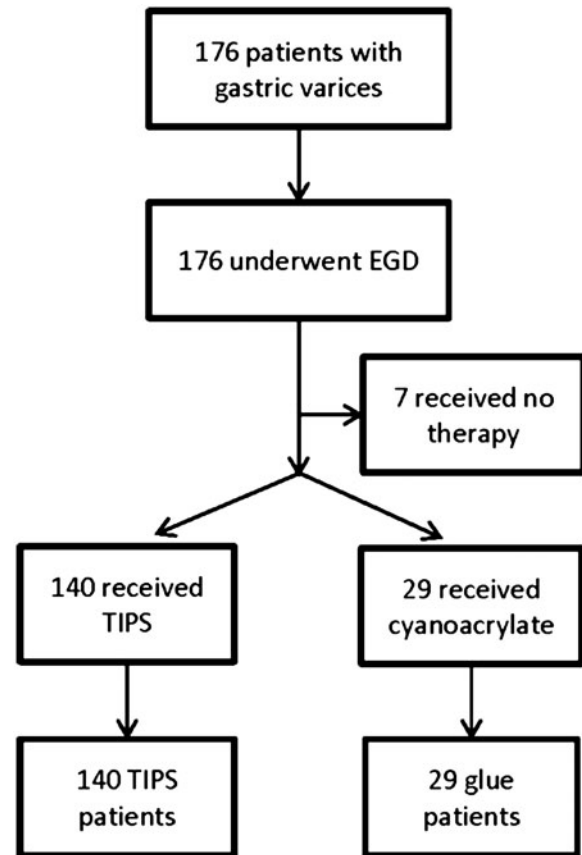 176 patients with
gastric varices
176 underwent EGD
7 received no
therapy
140 received
TIPS
29 received
cyanoacrylate
140 TIPS
patients
29 glue
patients